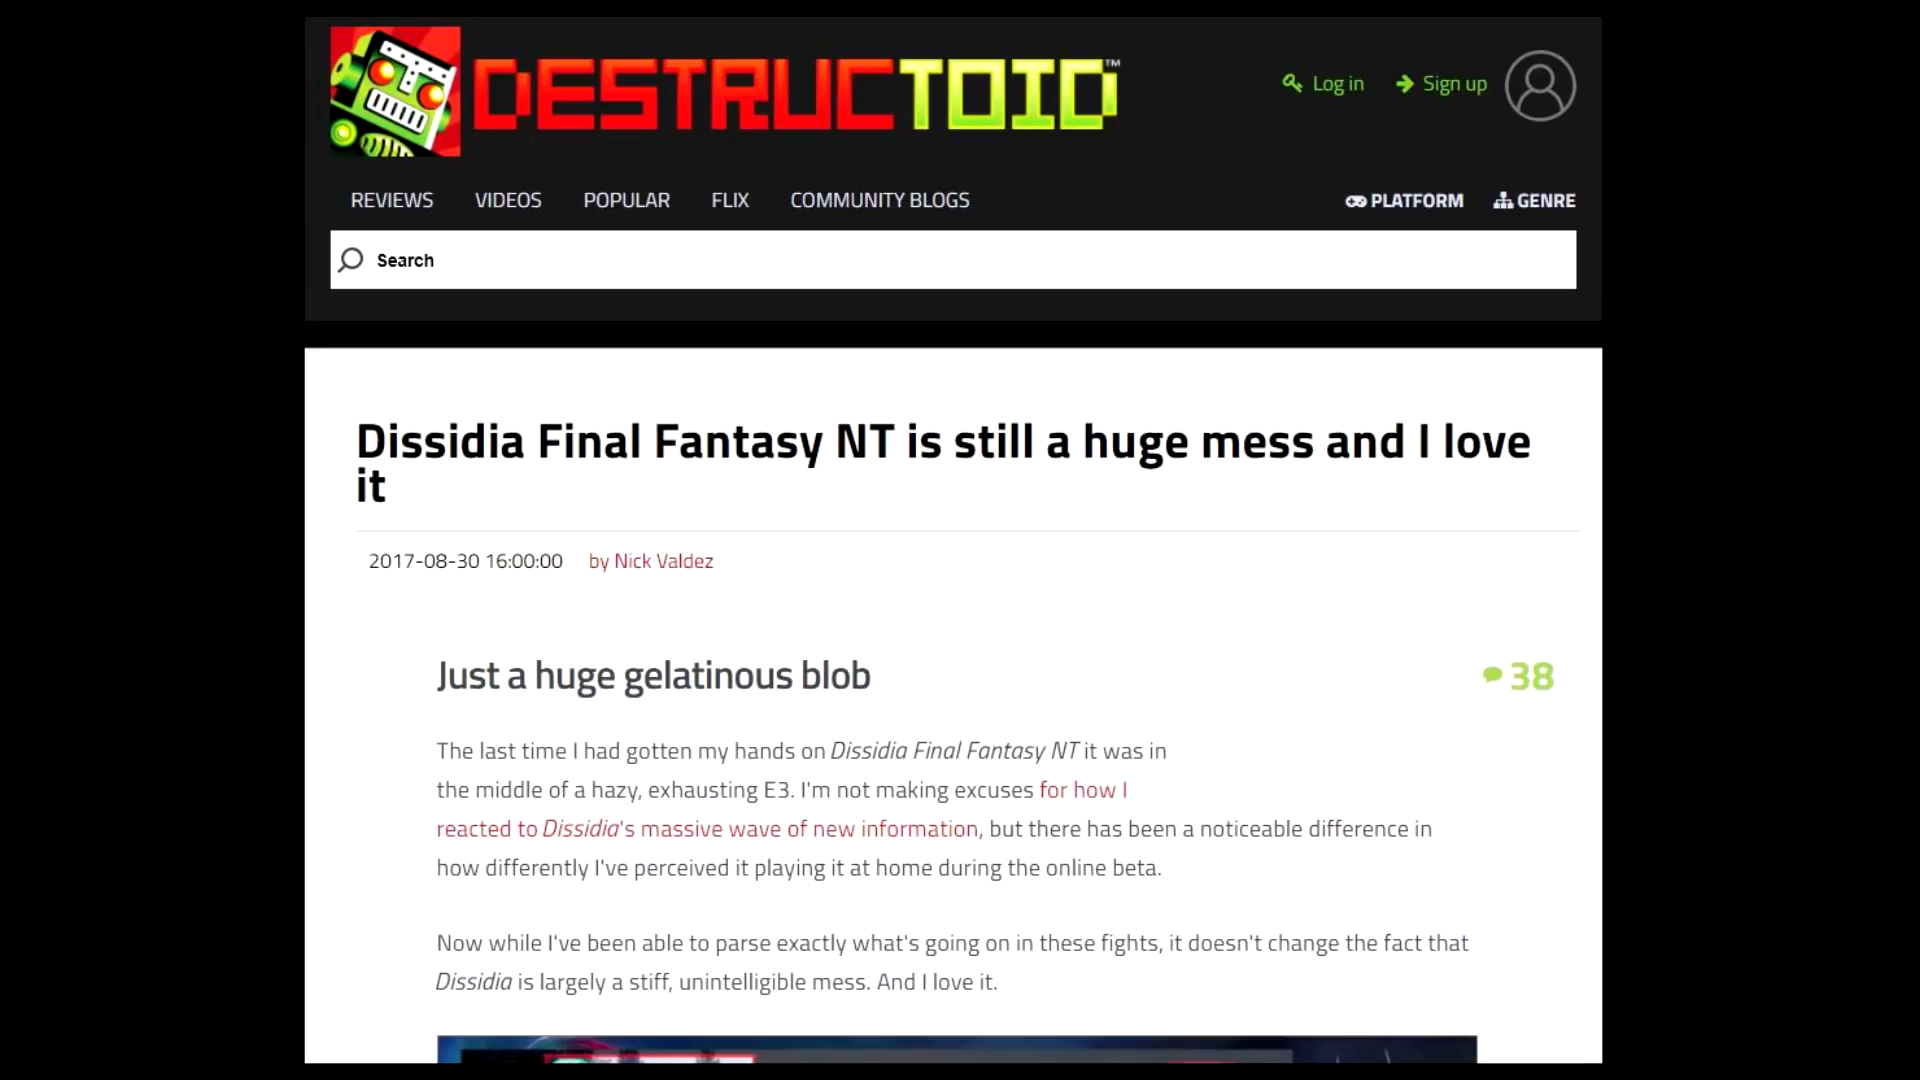 DESTRUCTOID™
Log in
Sign up
REVIEWS VIDEOS POPULAR FLIX COMMUNITY BLOGS
PLATFORM GENRE
Search
Dissidia Final Fantasy NT is still a huge mess and I love
it
2017-08-30 16:00:00 by Nick Valdez
Just a huge gelatinous blob
38
The last time I had gotten my hands on Dissidia Final Fantasy NT it was in
the middle of a hazy, exhausting E3. I'm not making excuses for how I
reacted to Dissidia's massive wave of new information, but there has been a noticeable difference in
how differently I've perceived it playing it at home during the online beta.
Now while I've been able to parse exactly what's going on in these fights, it doesn't change the fact that
Dissidia is largely a stiff, unintelligible mess. And I love it.